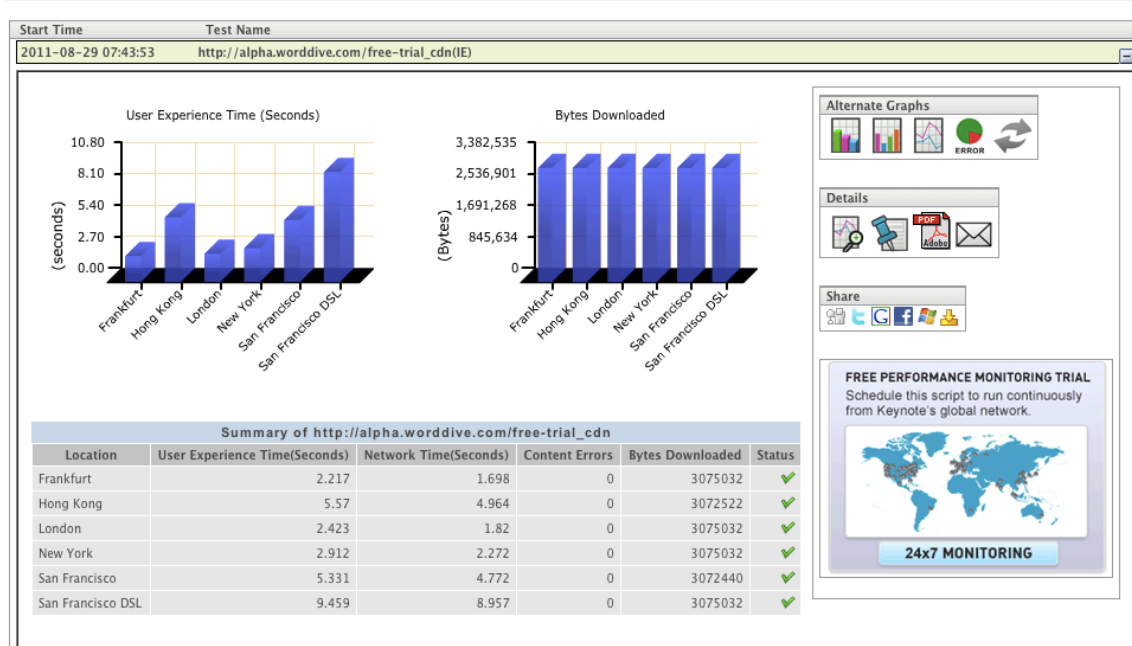 Start Time Test Name
2011-08-29 07:43:53 http://alpha.worddive.com/free-trial_cdn(IE)
User Experience Time (Seconds)
10.80
8.10
5.40
2.70
0.00
(seconds)
Frankfurt
Hong Kong
London
New York
San Francisco
San Francisco DSL
Bytes Downloaded
3,382,535
2,536,901
1,691,268
845,634
0
(Bytes)
Frankfurt
Hong Kong
London
New York
San Francisco
San Francisco DSL
Alternate Graphs
ERROR
Details
PDF
Adobe
Share
G
FREE PERFORMANCE MONITORING TRIAL
Schedule this script to run continuously
from Keynote's global network.
24x7 MONITORING
Summary of http://alpha.worddive.com/free-trial_cdn
Location User Experience Time(Seconds) Network Time(Seconds) Content Errors Bytes Downloaded Status
Frankfurt 2.217 1.698 0 3075032
Hong Kong 5.57 4.964 0 3072522
London 2.423 1.82 0 3075032
New York 2.912 2.272 0 3075032
San Francisco 5.331 4.772 0 3072440
San Francisco DSL 9.459 8.957 0 3075032